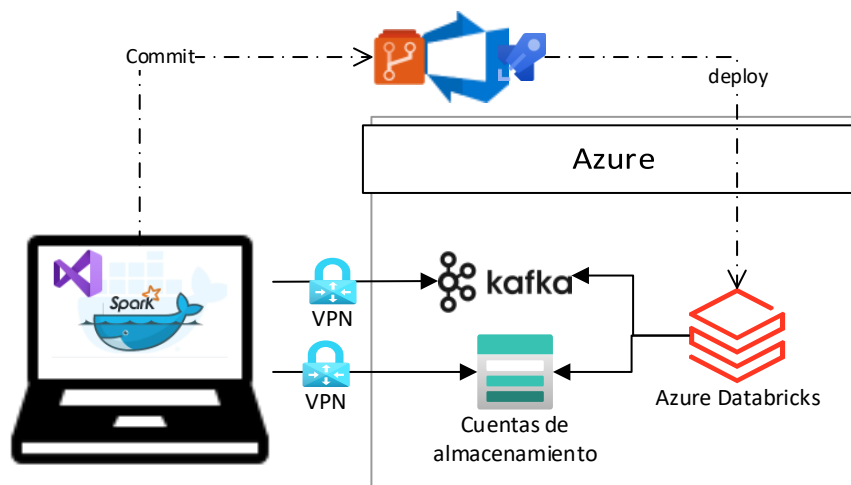 Commit
deploy
Azure
Spark
kafka
VPN
VPN
Azure Databricks
Cuentas de
almacenamiento